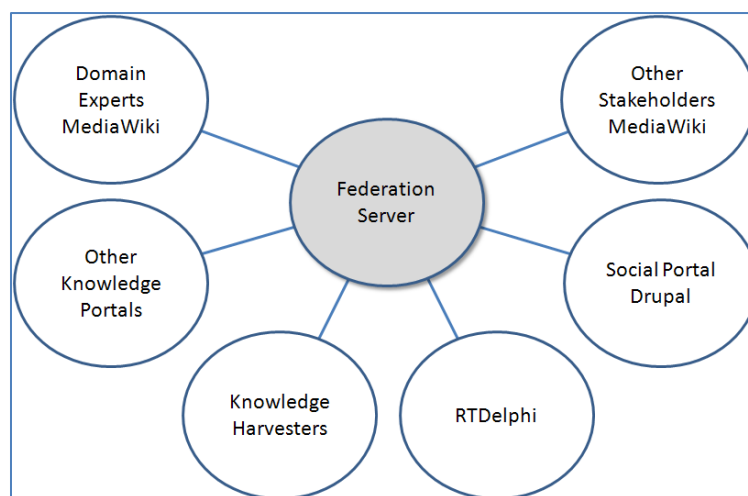 Domain
Experts
MediaWiki
Other
Stakeholders
MediaWiki
Federation
Server
Other
Knowledge
Portals
Social Portal
Drupal
Knowledge
Harvesters
RTDelphi